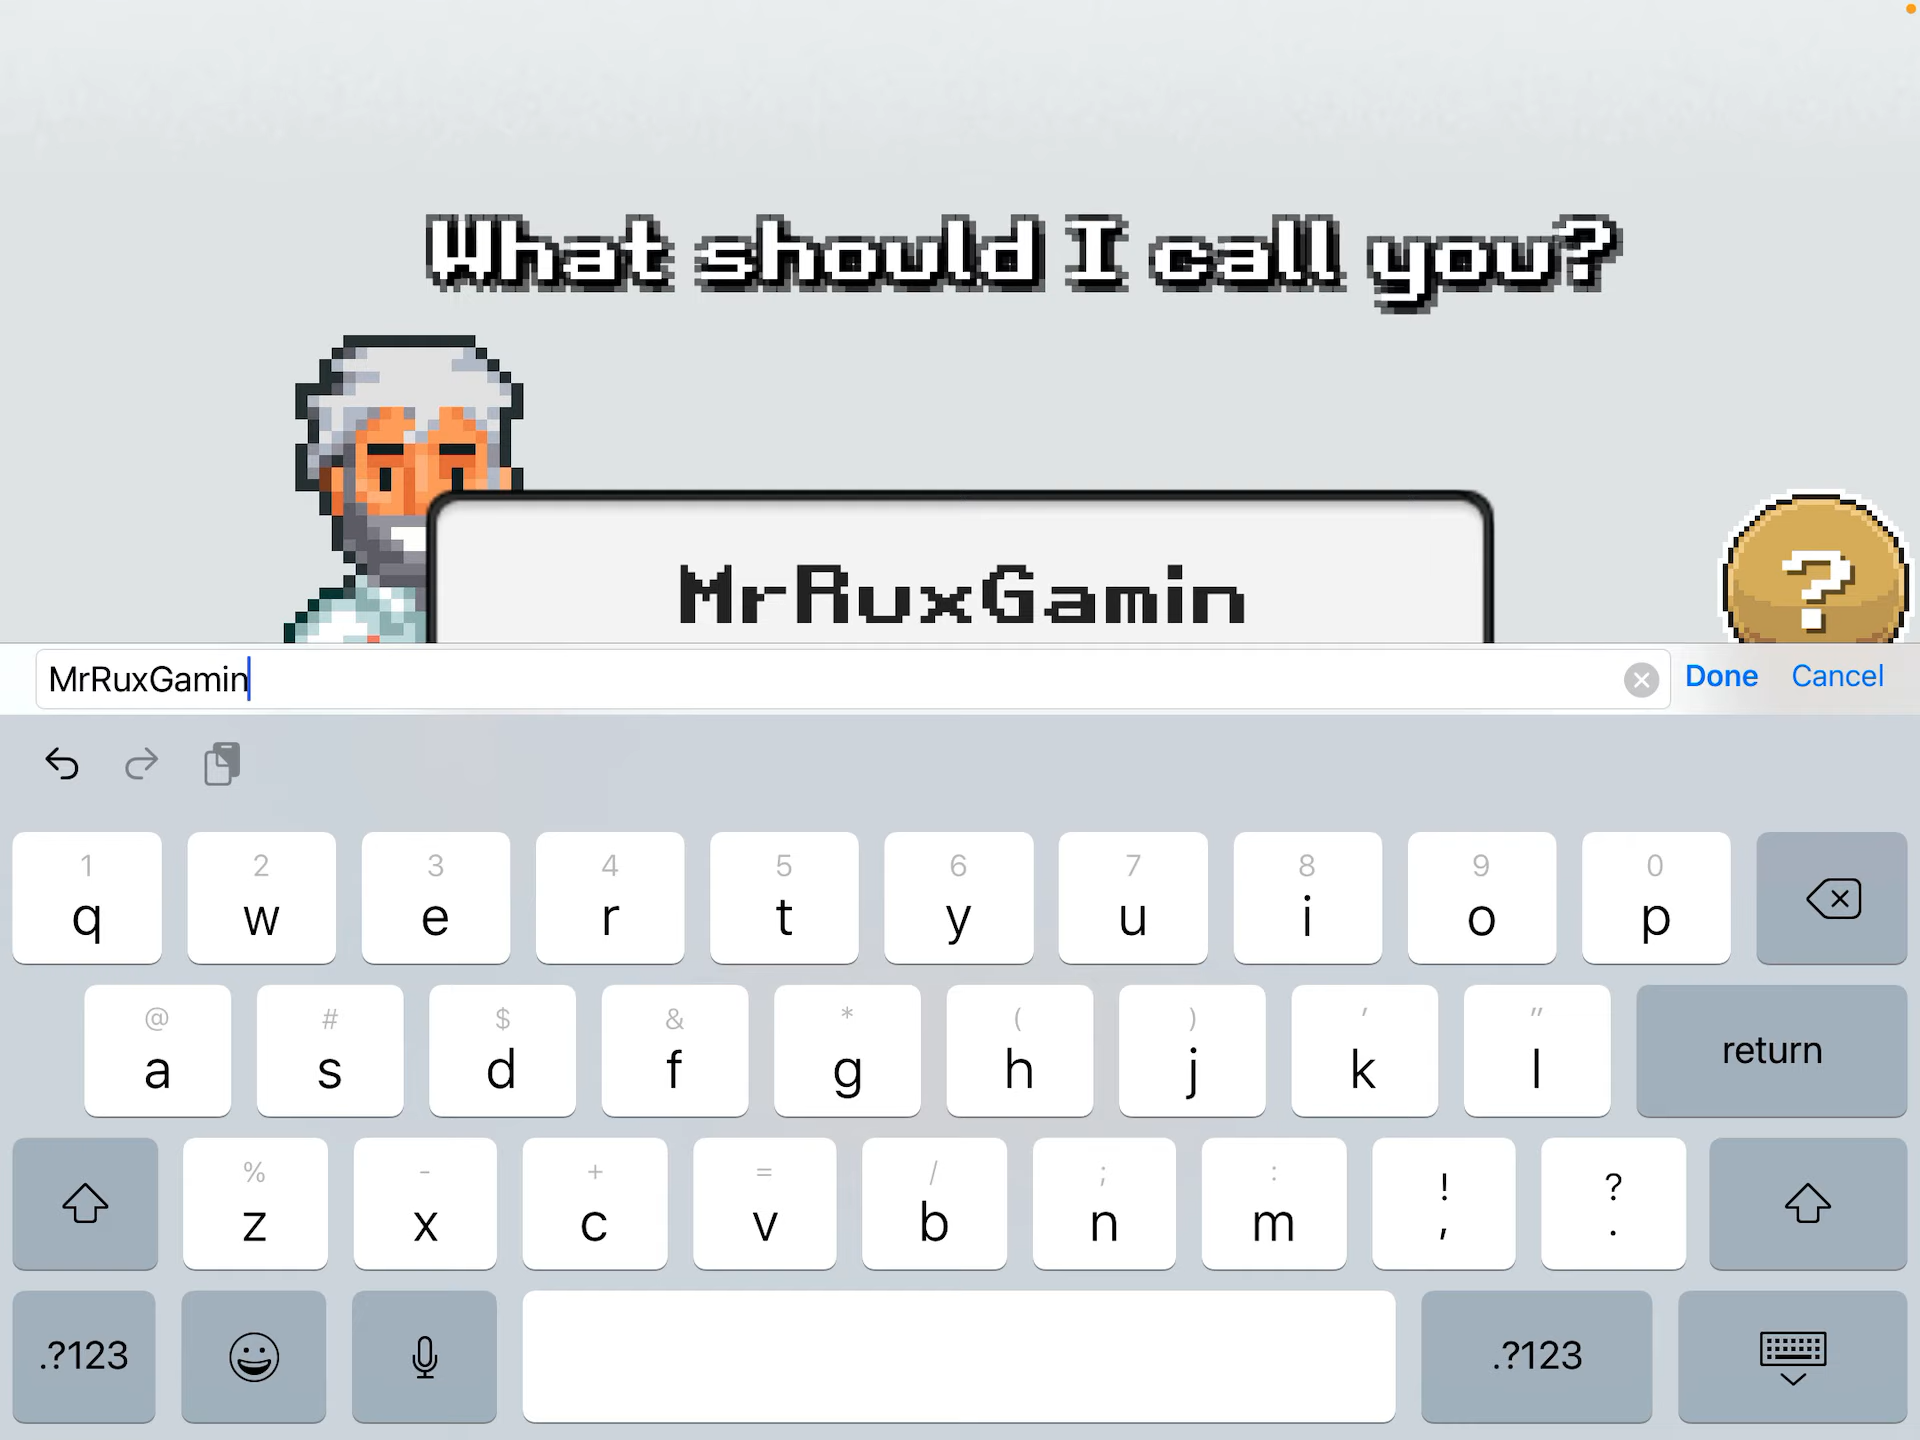 What should I call you?
MrRuxGamin
?
MrRuxGamin Done Cancel
1 2 3 4 5 6 7 8 9 0
q w e r t y u i o p
@ # $ & * ( ) ' "
a s d f g h j k l return
% - + = / ; : ! ?
z x c v b n m , .
.?123 .?123